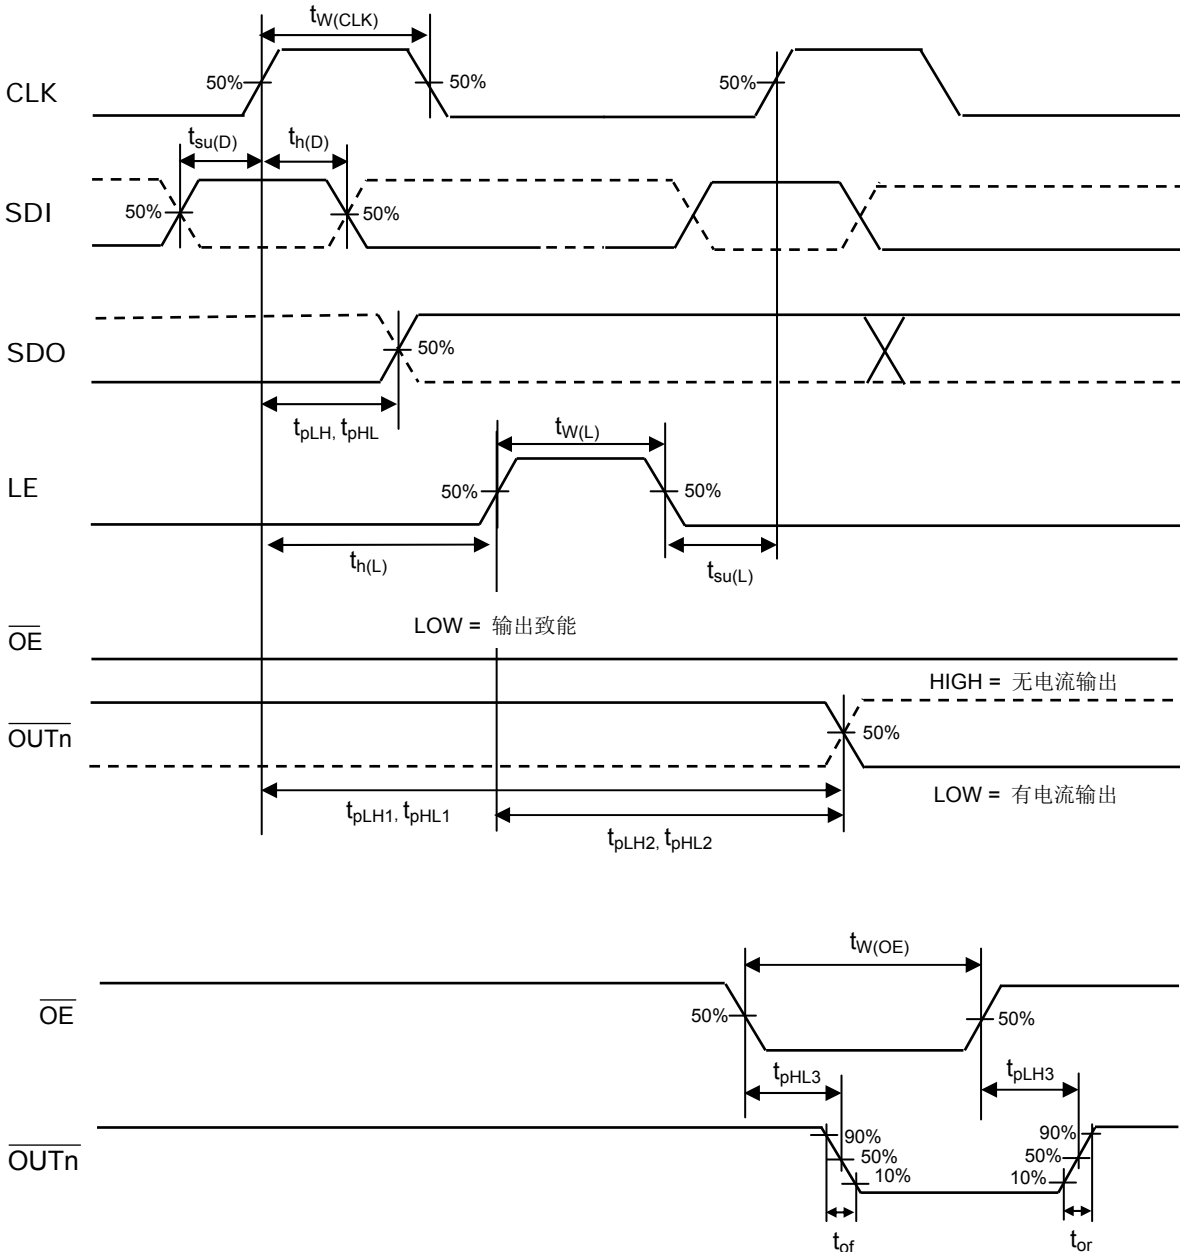 tW(CLK)
CLK
50%
50%
50%
tsu(D)
th(D)
SDI
50%
50%
SDO
50%
tpLH, tpHL
tW(L)
LE
50%
50%
th(L)
tsu(L)
OE
LOW = 输出致能
HIGH = 无电流输出
OUTn
50%
LOW = 有电流输出
tpLH1, tpHL1
tpLH2, tpHL2
tW(OE)
OE
50%
50%
tpHL3
tpLH3
OUTn
90%
50%
10%
90%
50%
10%
tof
tor